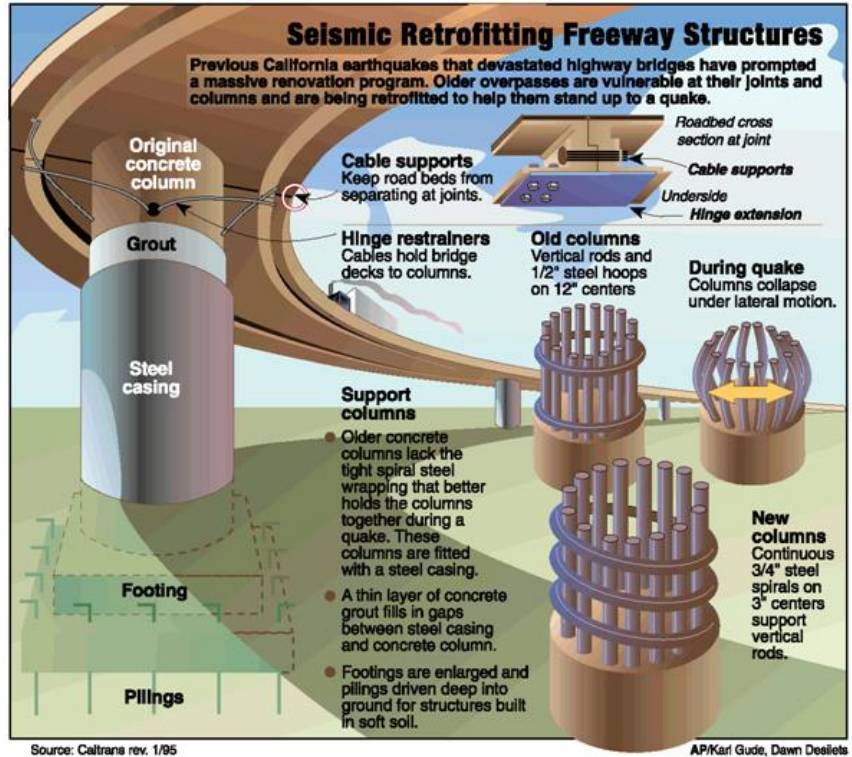 Seismic Retrofitting Freeway Structures
Previous California earthquakes that devastated highway bridges have prompted
a massive renovation program. Older overpasses are vulnerable at their joints and
columns and are being retrofitted to help them stand up to a quake.
Original
concrete
column
Grout
Steel
casing
Footing
Pilings
Cable supports
Keep road beds from
separating at joints.
Hinge restrainers
Cables hold bridge
decks to columns.
Roadbed cross
section at joint
Cable supports
Underside
Hinge extension
Old columns
Vertical rods and
1/2" steel hoops
on 12" centers
During quake
Columns collapse
under lateral motion.
Support
columns
Older concrete
columns lack the
tight spiral steel
wrapping that better
holds the columns
together during a
quake. These
columns are fitted
with a steel casing.
A thin layer of concrete
grout fills in gaps
between steel casing
and concrete column.
Footings are enlarged and
pilings driven deep into
ground for structures built
in soft soil.
New
columns
Continuous
3/4" steel
spirals on
3" centers
support
vertical
rods.
Source: Caltrans rev. 1/95
AP/Karl Gude, Dawn Desilets